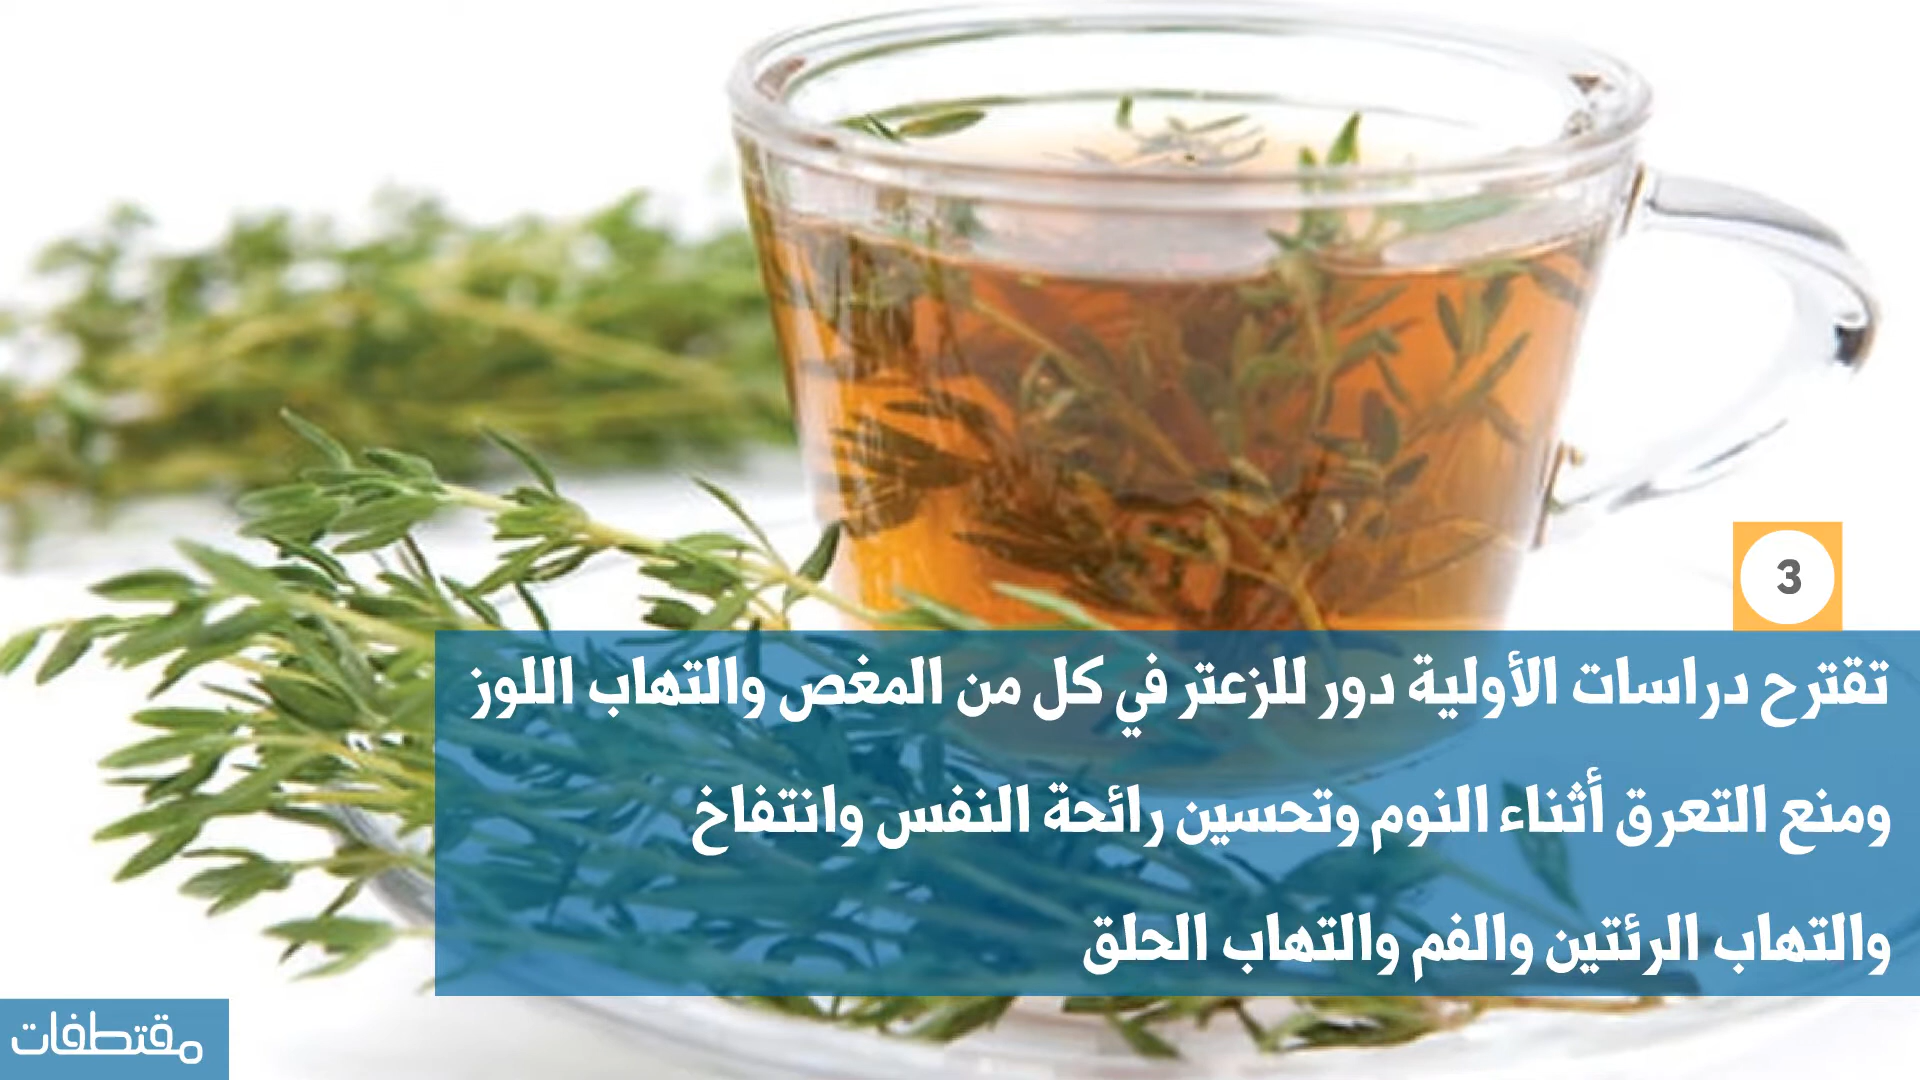 3
تقترح دراسات الأولية دور للزعتر في كل من المغص والتهاب اللوز
ومنع التعرق أثناء النوم وتحسين رائحة النفس وانتفاخ
والتهاب الرئتين والفم والتهاب الحلق
مقتطفات